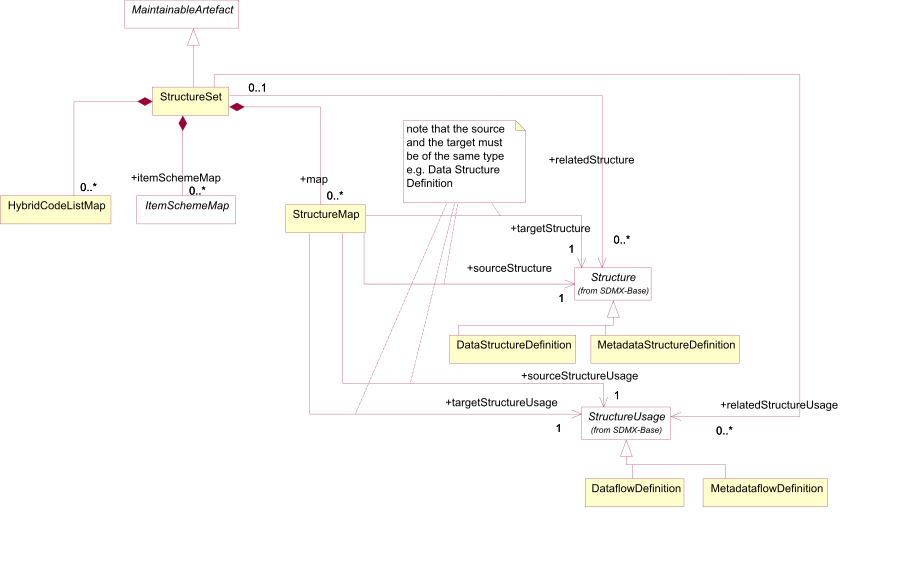 MaintainableArtefact
StructureSet
0..1
note that the source
and the target must
be of the same type
e.g. Data Structure
Definition
+relatedStructure
+itemSchemeMap
+map
0..*
0..*
0..*
HybridCodeListMap
ItemSchemeMap
StructureMap
+targetStructure
0..*
1
+sourceStructure
Structure
(from SDMX-Base)
1
DataStructureDefinition
MetadataStructureDefinition
+sourceStructureUsage
1
+targetStructureUsage
+relatedStructureUsage
StructureUsage
(from SDMX-Base)
1
0..*
DataflowDefinition
MetadataflowDefinition